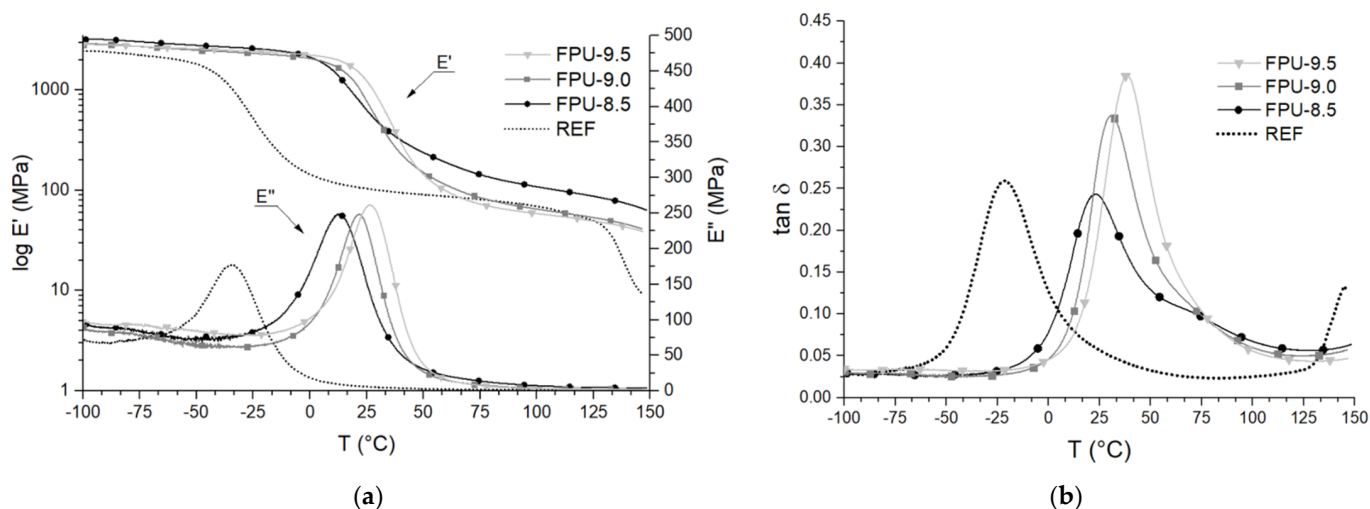 FPU-9.5
FPU-9.0
FPU-8.5
REF
E'
E"
log E' (MPa)
1000
100
10
1
E" (MPa)
500
450
400
350
300
250
200
150
100
50
0
-100 -75 -50 -25 0 25 50 75 100 125 150
T (°C)
(a)
FPU-9.5
FPU-9.0
FPU-8.5
REF
tan δ
0.45
0.40
0.35
0.30
0.25
0.20
0.15
0.10
0.05
0.00
-100 -75 -50 -25 0 25 50 75 100 125 150
T (°C)
(b)